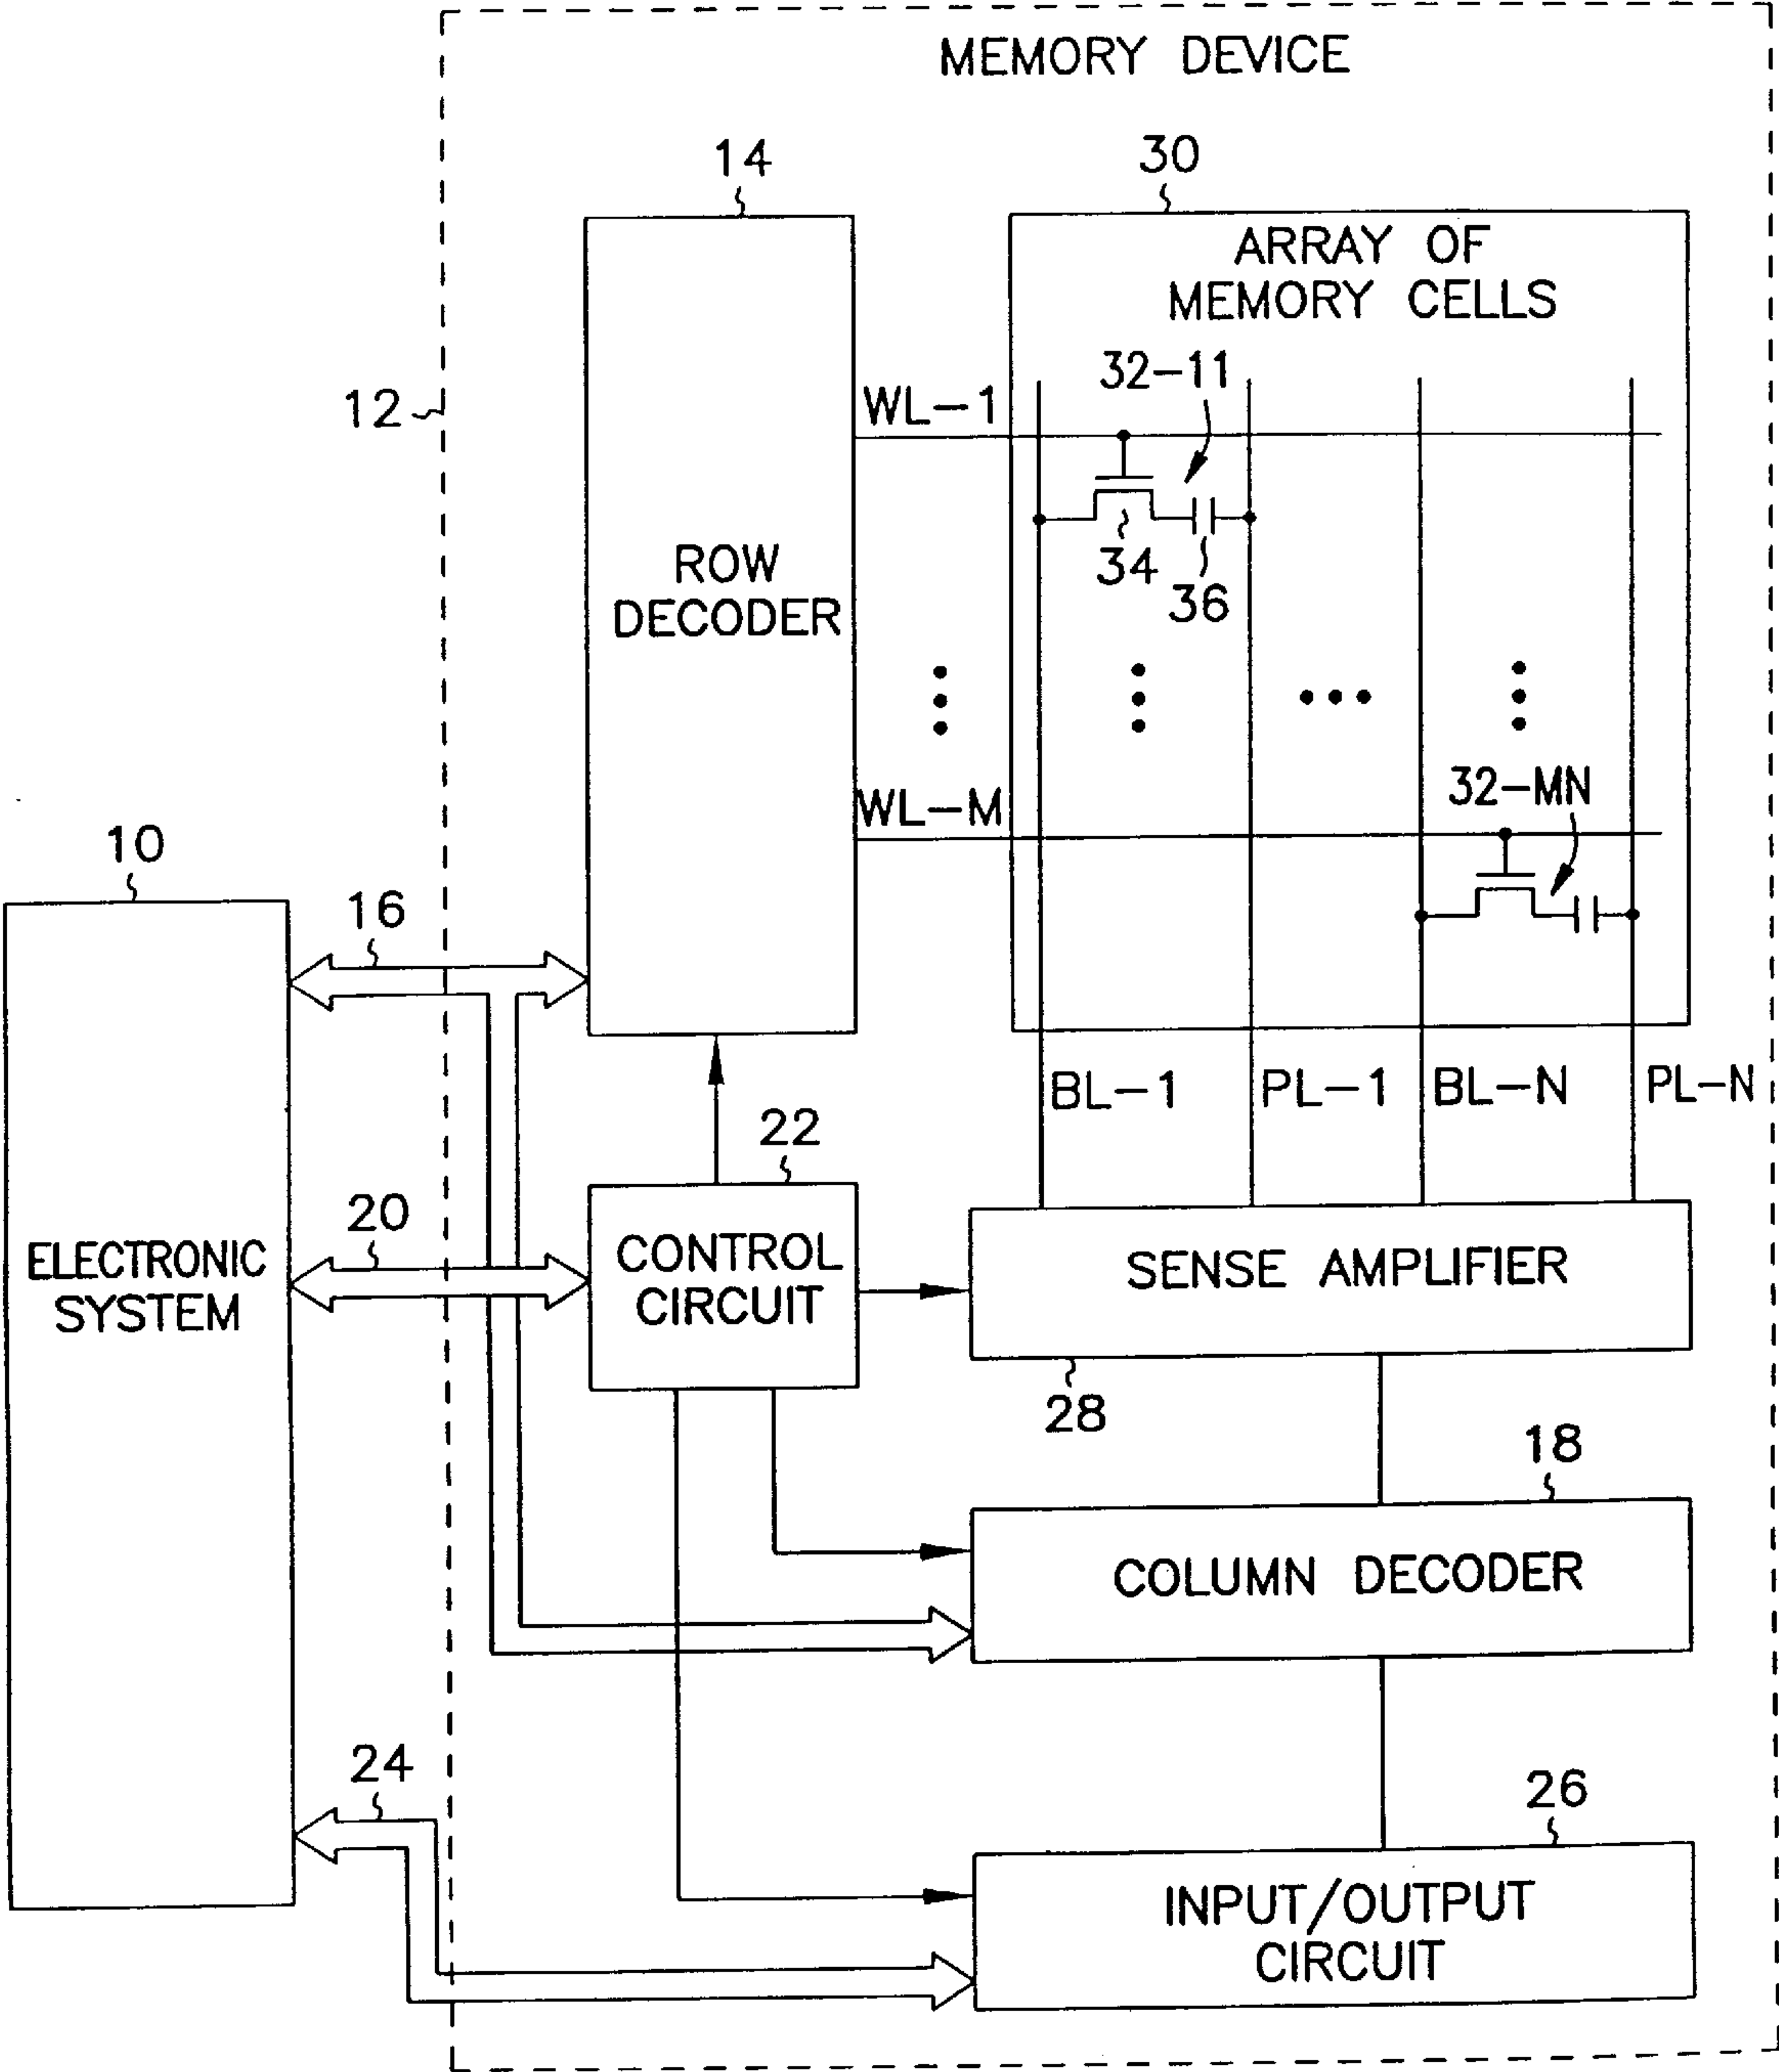 MEMORY DEVICE
14
30
ARRAY OF
MEMORY CELLS
32-11
12
WL-1
34
36
ROW
DECODER
32-MN
WL-M
10
16
BL-1
PL-1
BL-N
PL-N
22
20
ELECTRONIC
SYSTEM
CONTROL
CIRCUIT
SENSE AMPLIFIER
28
18
COLUMN DECODER
24
26
INPUT/OUTPUT
CIRCUIT